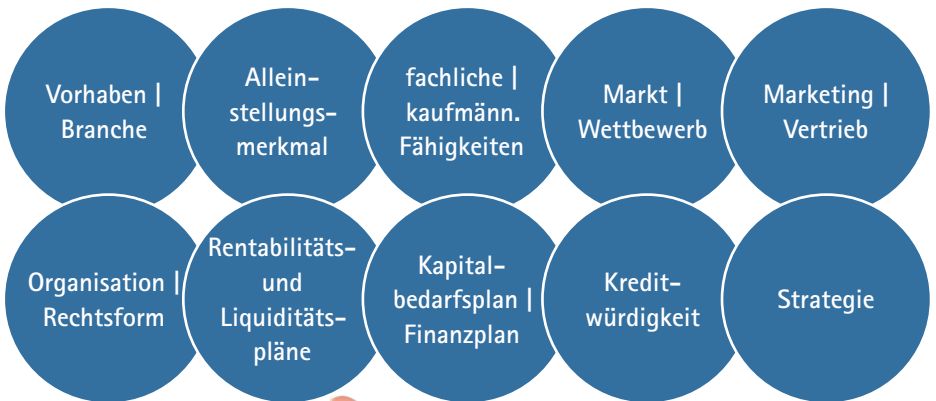 Vorhaben |
Branche
Allein-
stellungs-
merkmal
fachliche |
kaufmänn.
Fähigkeiten
Markt |
Wettbewerb
Marketing |
Vertrieb
Organisation |
Rechtsform
Rentabilitäts-
und
Liquiditäts-
pläne
Kapital-
bedarfsplan |
Finanzplan
Kredit-
würdigkeit
Strategie